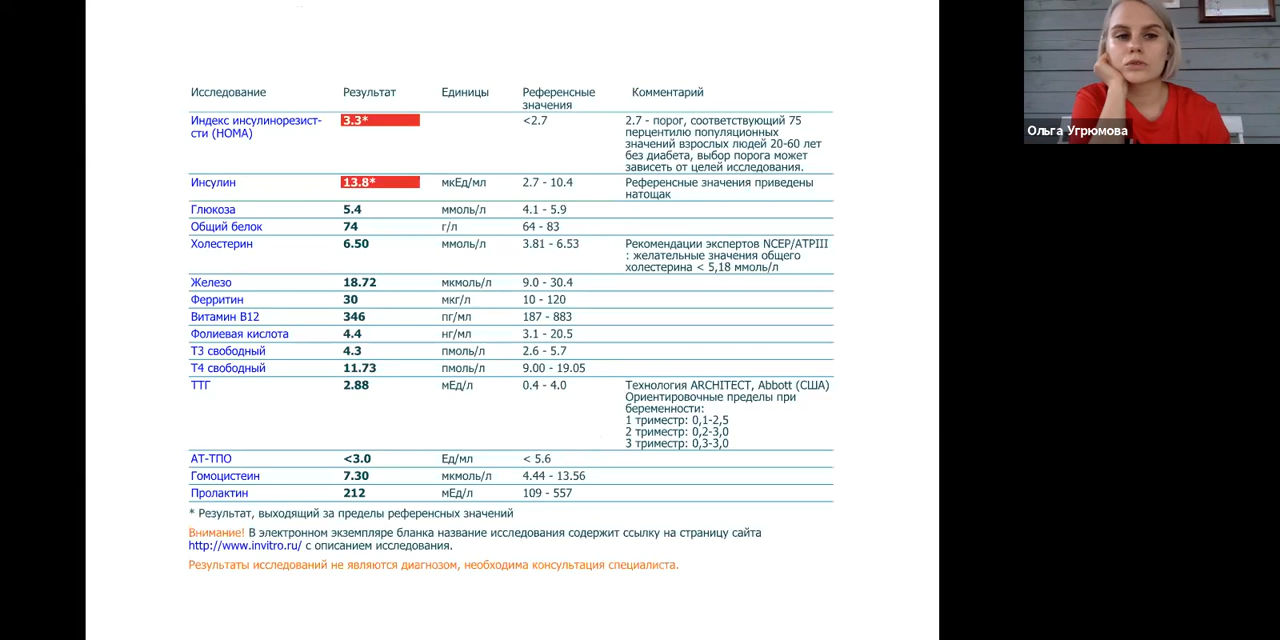 Исследование Результат Единицы Референсные значения Комментарий
Индекс инсулинорезист-
сти (HOMA)
3.3*
<2.7
2.7 - порог, соответствующий 75
перцентилю популяционных
значений взрослых людей 20-60 лет
без диабета, выбор порога может
зависеть от целей исследования.
Инсулин 13.8* мкЕд/мл 2.7 - 10.4 Референсные значения приведены
натощак
Глюкоза 5.4 ммоль/л 4.1 - 5.9
Общий белок 74 г/л 64 - 83
Холестерин 6.50 ммоль/л 3.81 - 6.53 Рекомендации экспертов NCEP/ATPIII
: желательные значения общего
холестерина < 5,18 ммоль/л
Железо 18.72 мкмоль/л 9.0 - 30.4
Ферритин 30 мкг/л 10 - 120
Витамин В12 346 пг/мл 187 - 883
Фолиевая кислота 4.4 нг/мл 3.1 - 20.5
Т3 свободный 4.3 пмоль/л 2.6 - 5.7
Т4 свободный 11.73 пмоль/л 9.00 - 19.05
ТТГ 2.88 мЕд/л 0.4 - 4.0 Технология ARCHITECT, Abbott (США)
Ориентировочные пределы при
беременности:
1 триместр: 0,1-2,5
2 триместр: 0,2-3,0
3 триместр: 0,3-3,0
АТ-ТПО <3.0 Ед/мл < 5.6
Гомоцистеин 7.30 мкмоль/л 4.44 - 13.56
Пролактин 212 мЕд/л 109 - 557
* Результат, выходящий за пределы референсных значений
Внимание! В электронном экземпляре бланка название исследования содержит ссылку на страницу сайта
http://www.invitro.ru/ с описанием исследования.
Результаты исследований не являются диагнозом, необходима консультация специалиста.
Ольга Угрюмова